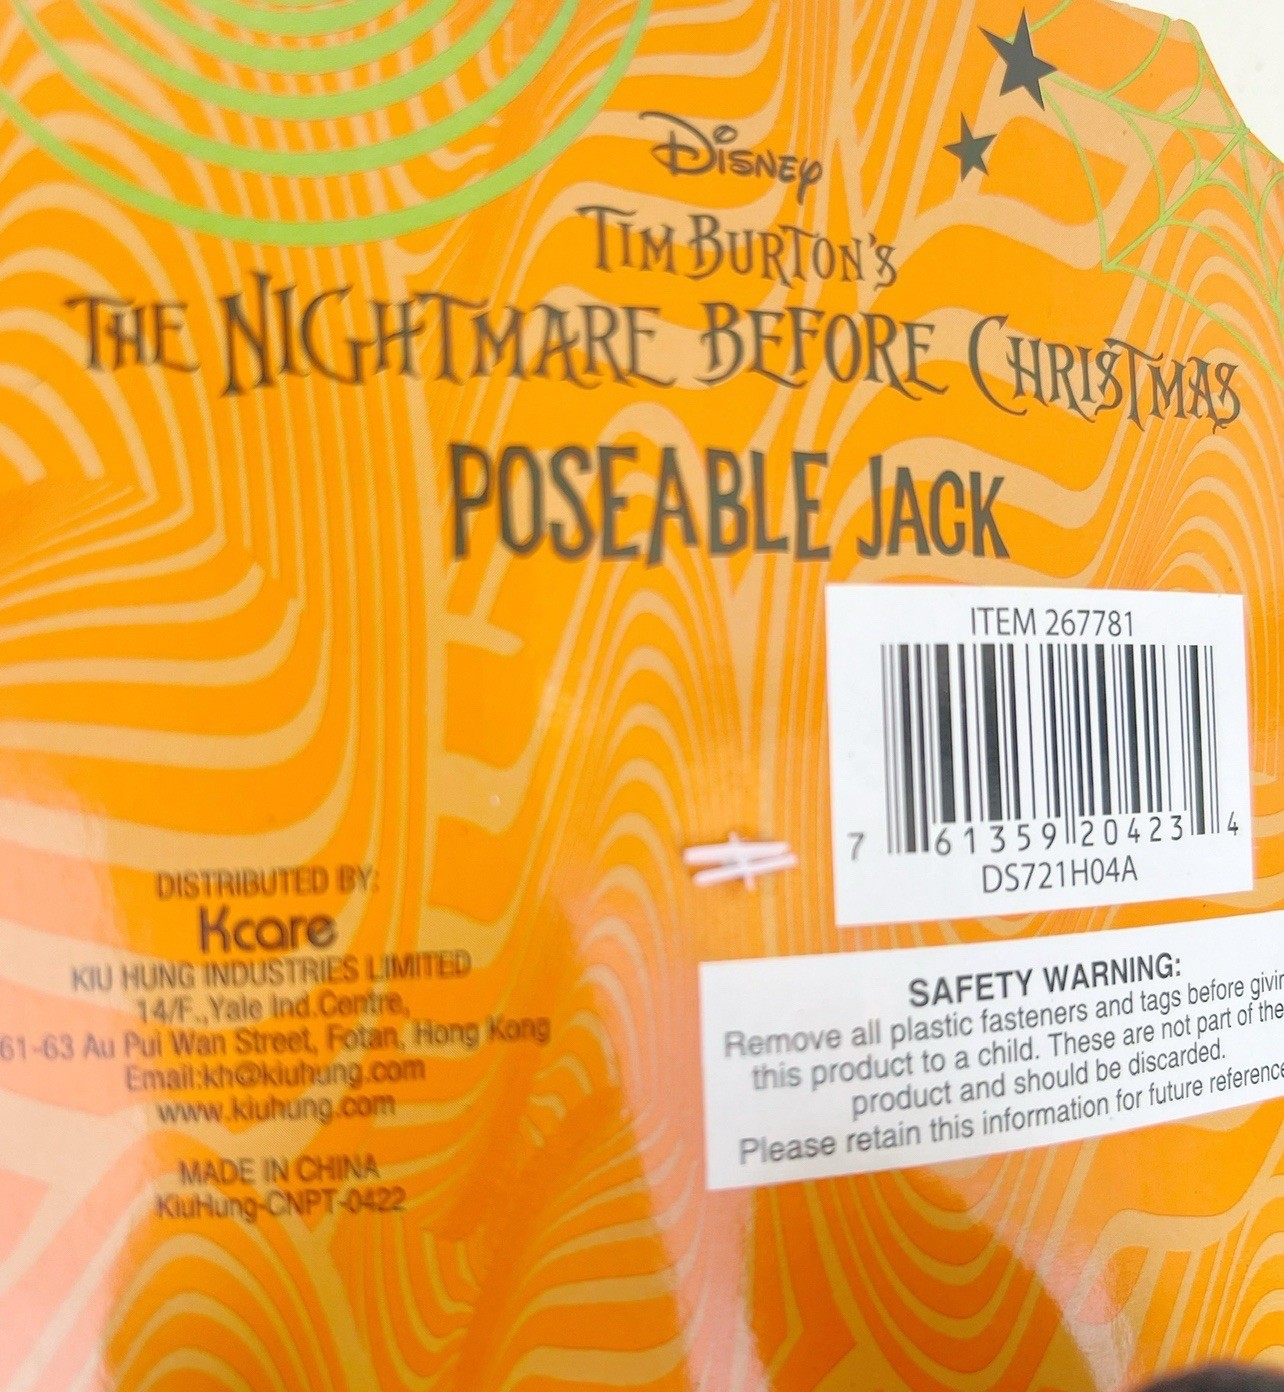 Disney
TIM BURTON'S
THE NIGHTMARE BEFORE CHRISTMAS
POSEABLE JACK
ITEM 267781
7 61359 20423 4
DS721H04A
DISTRIBUTED BY:
Kcare
KIU HUNG INDUSTRIES LIMITED
14/F.,Yale Ind.Centre,
61-63 Au Pui Wan Street, Fotan, Hong Kong
Email:kh@kiuhung.com
www.kiuhung.com
MADE IN CHINA
KiuHung-CNPT-0422
SAFETY WARNING:
Remove all plastic fasteners and tags before givin
this product to a child. These are not part of the
product and should be discarded.
Please retain this information for future reference